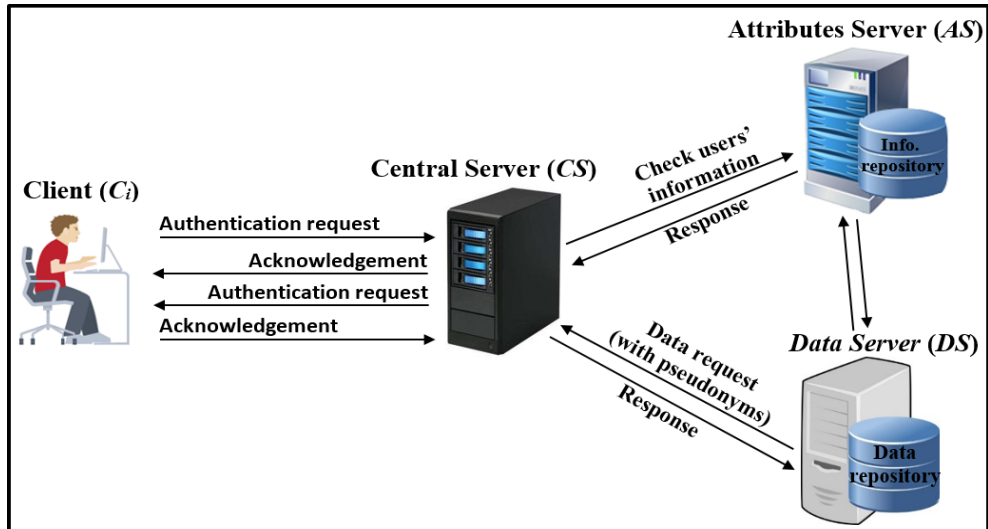 Attributes Server (AS)
Info.
repository
Central Server (CS)
Check users'
information
Response
Client (Ci)
Authentication request
Acknowledgement
Authentication request
Acknowledgement
Data request
(with pseudonyms)
Response
Data Server (DS)
Data
repository